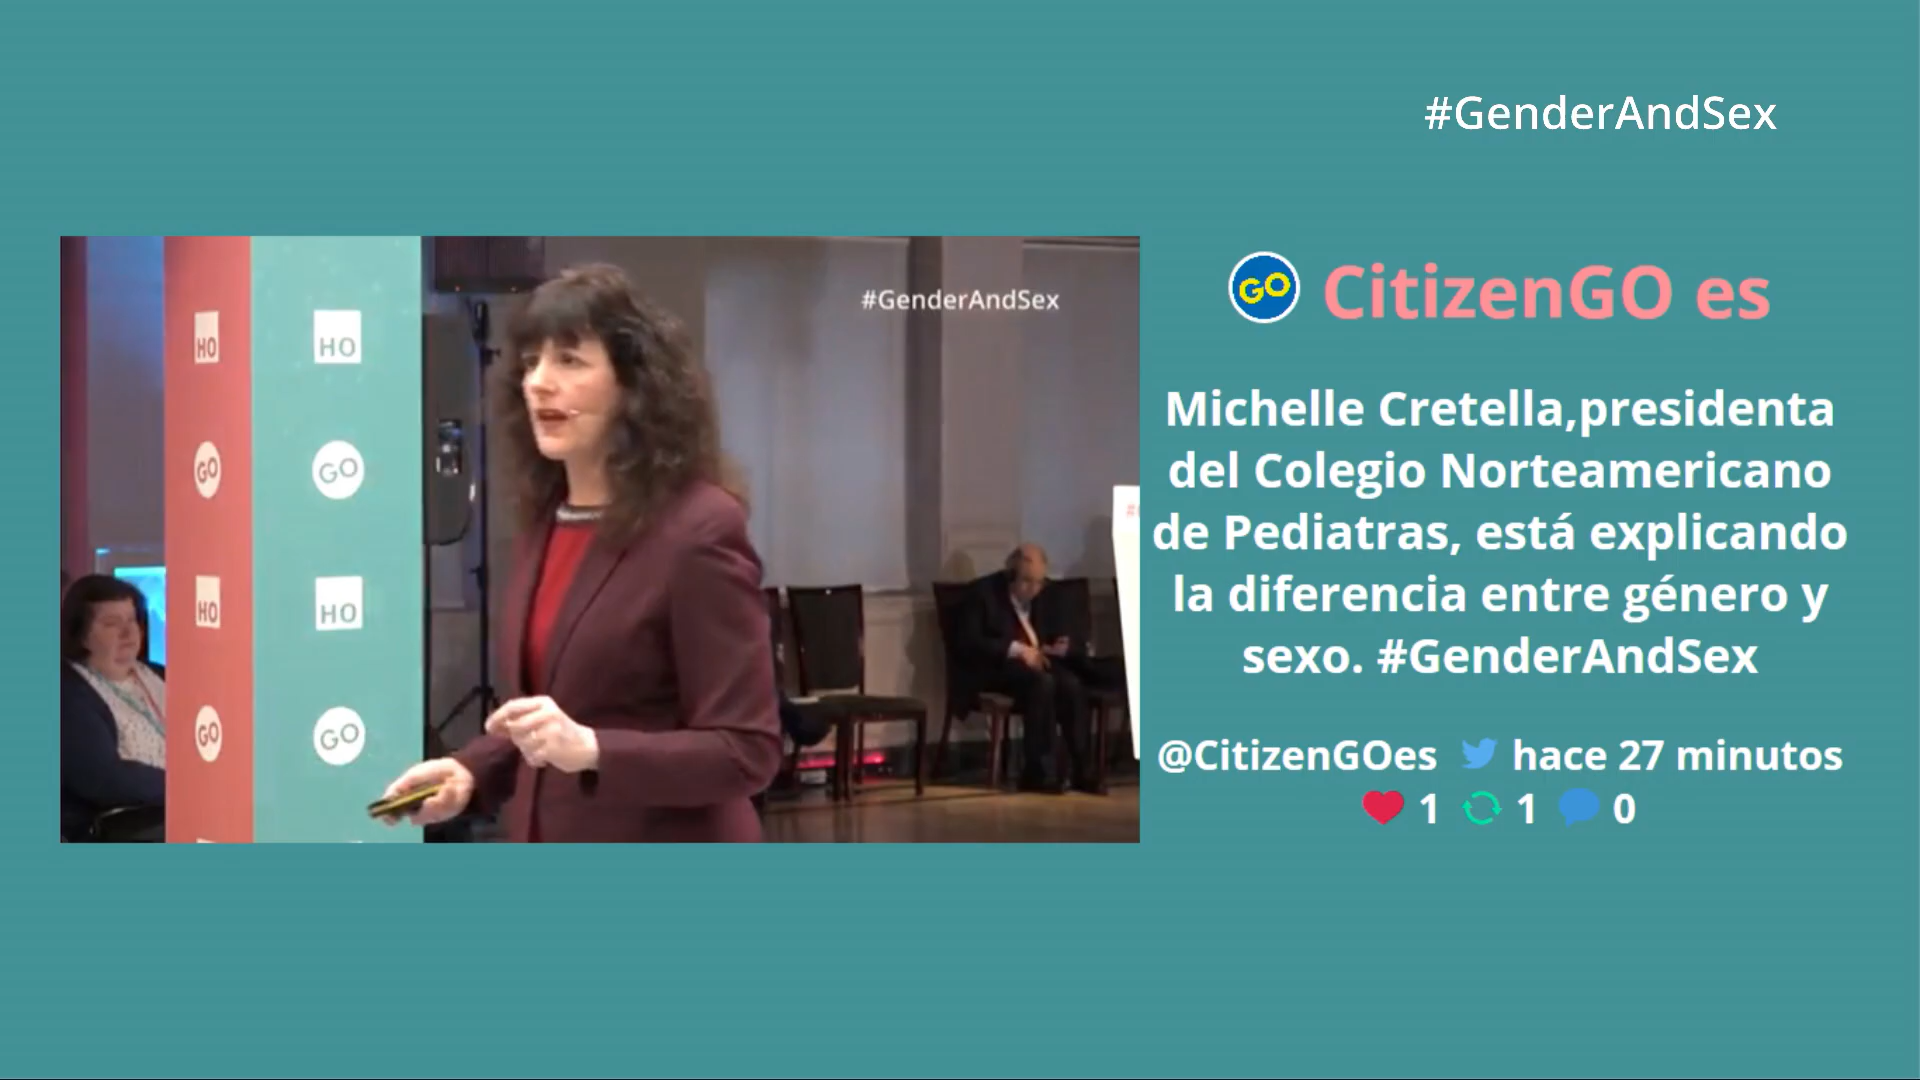 #GenderAndSex
#GenderAndSex
HO HO
GO GO
HO HO
GO GO
GO CitizenGO es
Michelle Cretella,presidenta
del Colegio Norteamericano
de Pediatras, está explicando
la diferencia entre género y
sexo. #GenderAndSex
@CitizenGOes hace 27 minutos
1 1 0